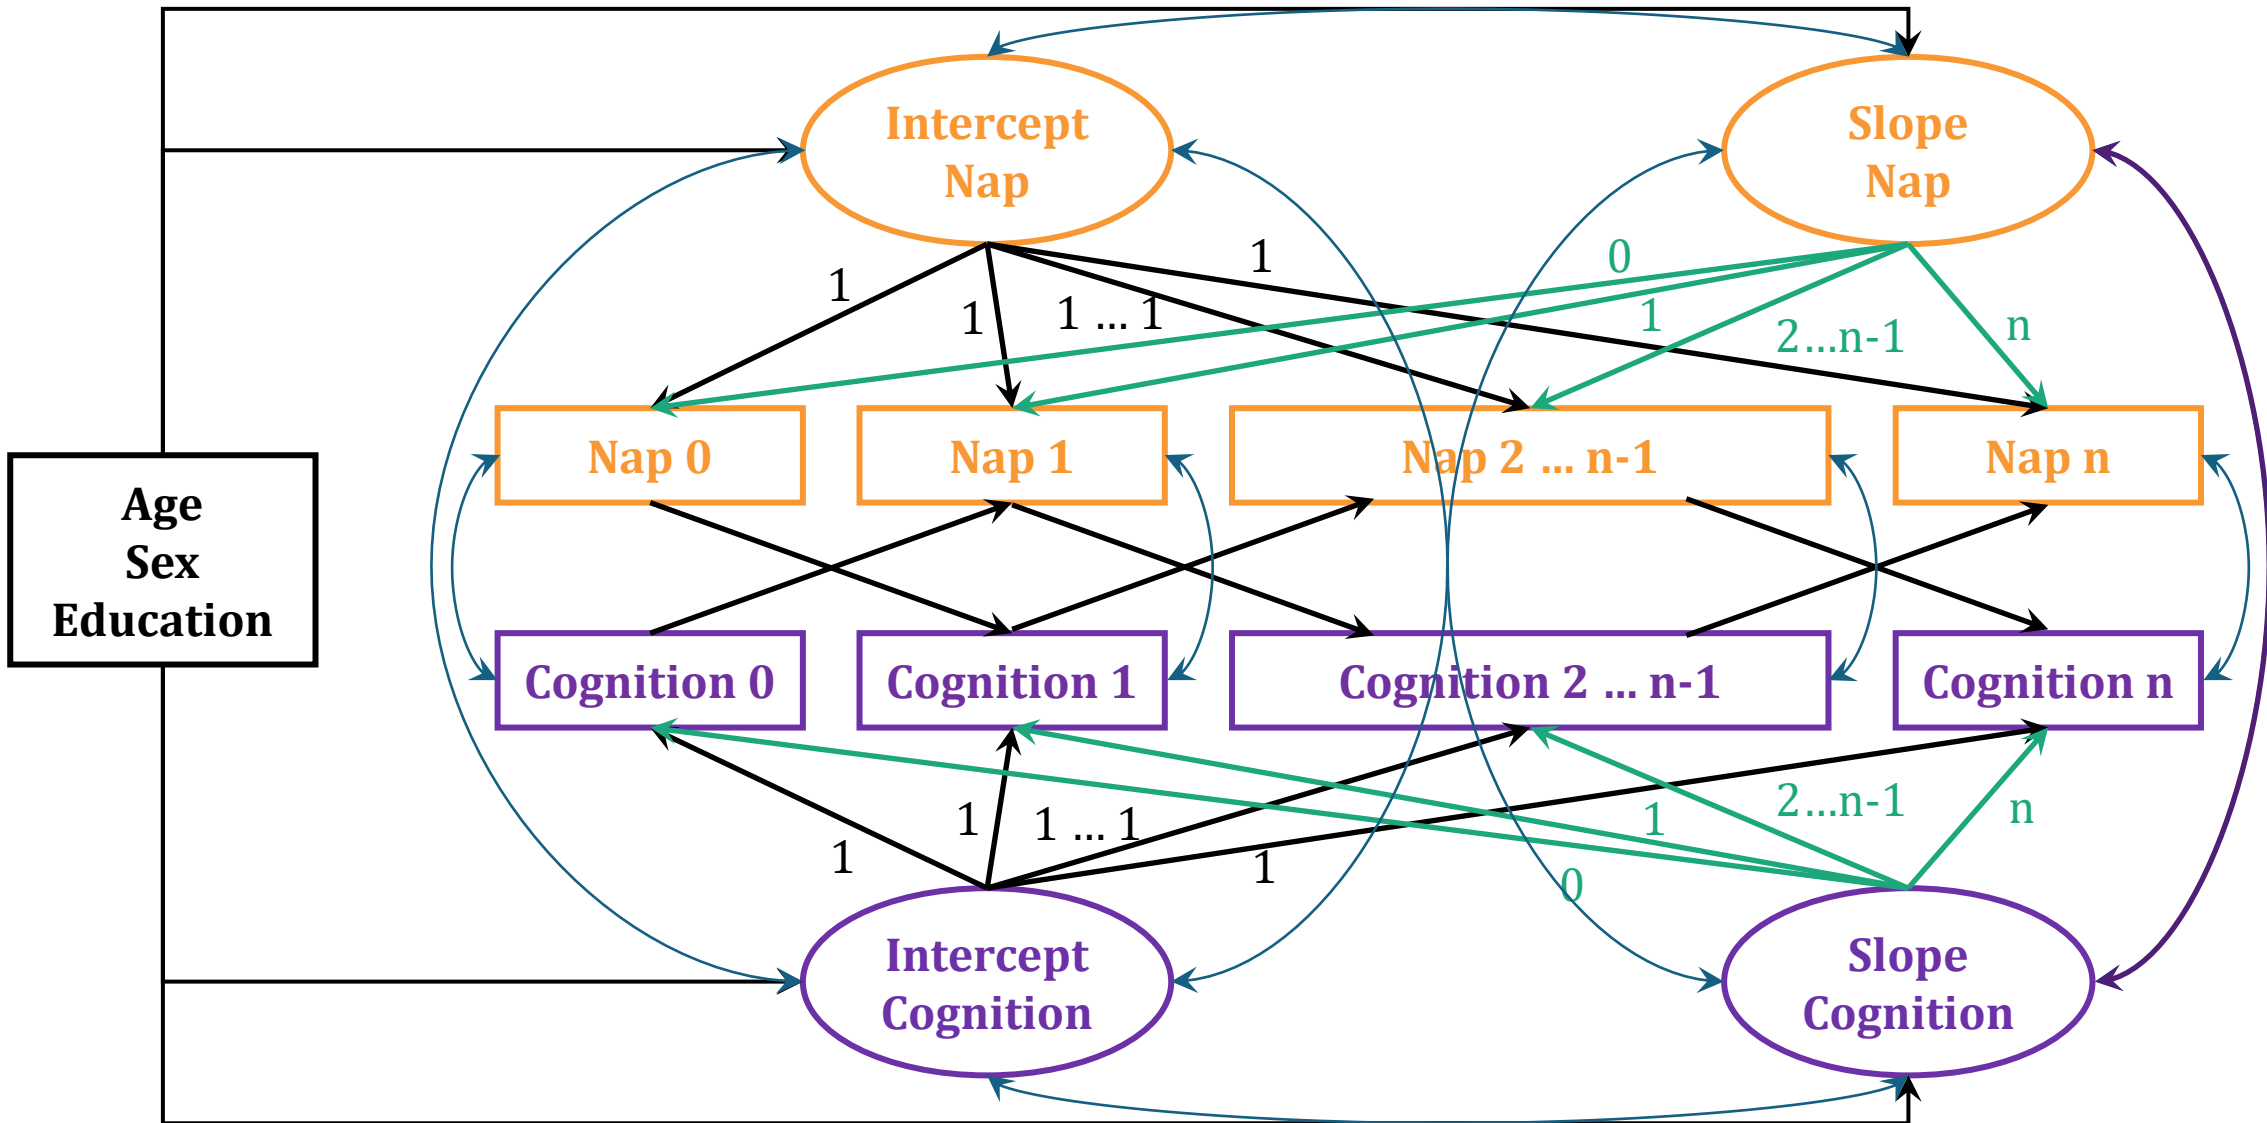 Intercept
Nap
Slope
Nap
1
1
1 ... 1
1
0
1
2...n-1
n
Nap 0
Nap 1
Nap 2 ... n-1
Nap n
Age
Sex
Education
Cognition 0
Cognition 1
Cognition 2 ... n-1
Cognition n
1
1
1 ... 1
1
0
1
2...n-1
n
Intercept
Cognition
Slope
Cognition